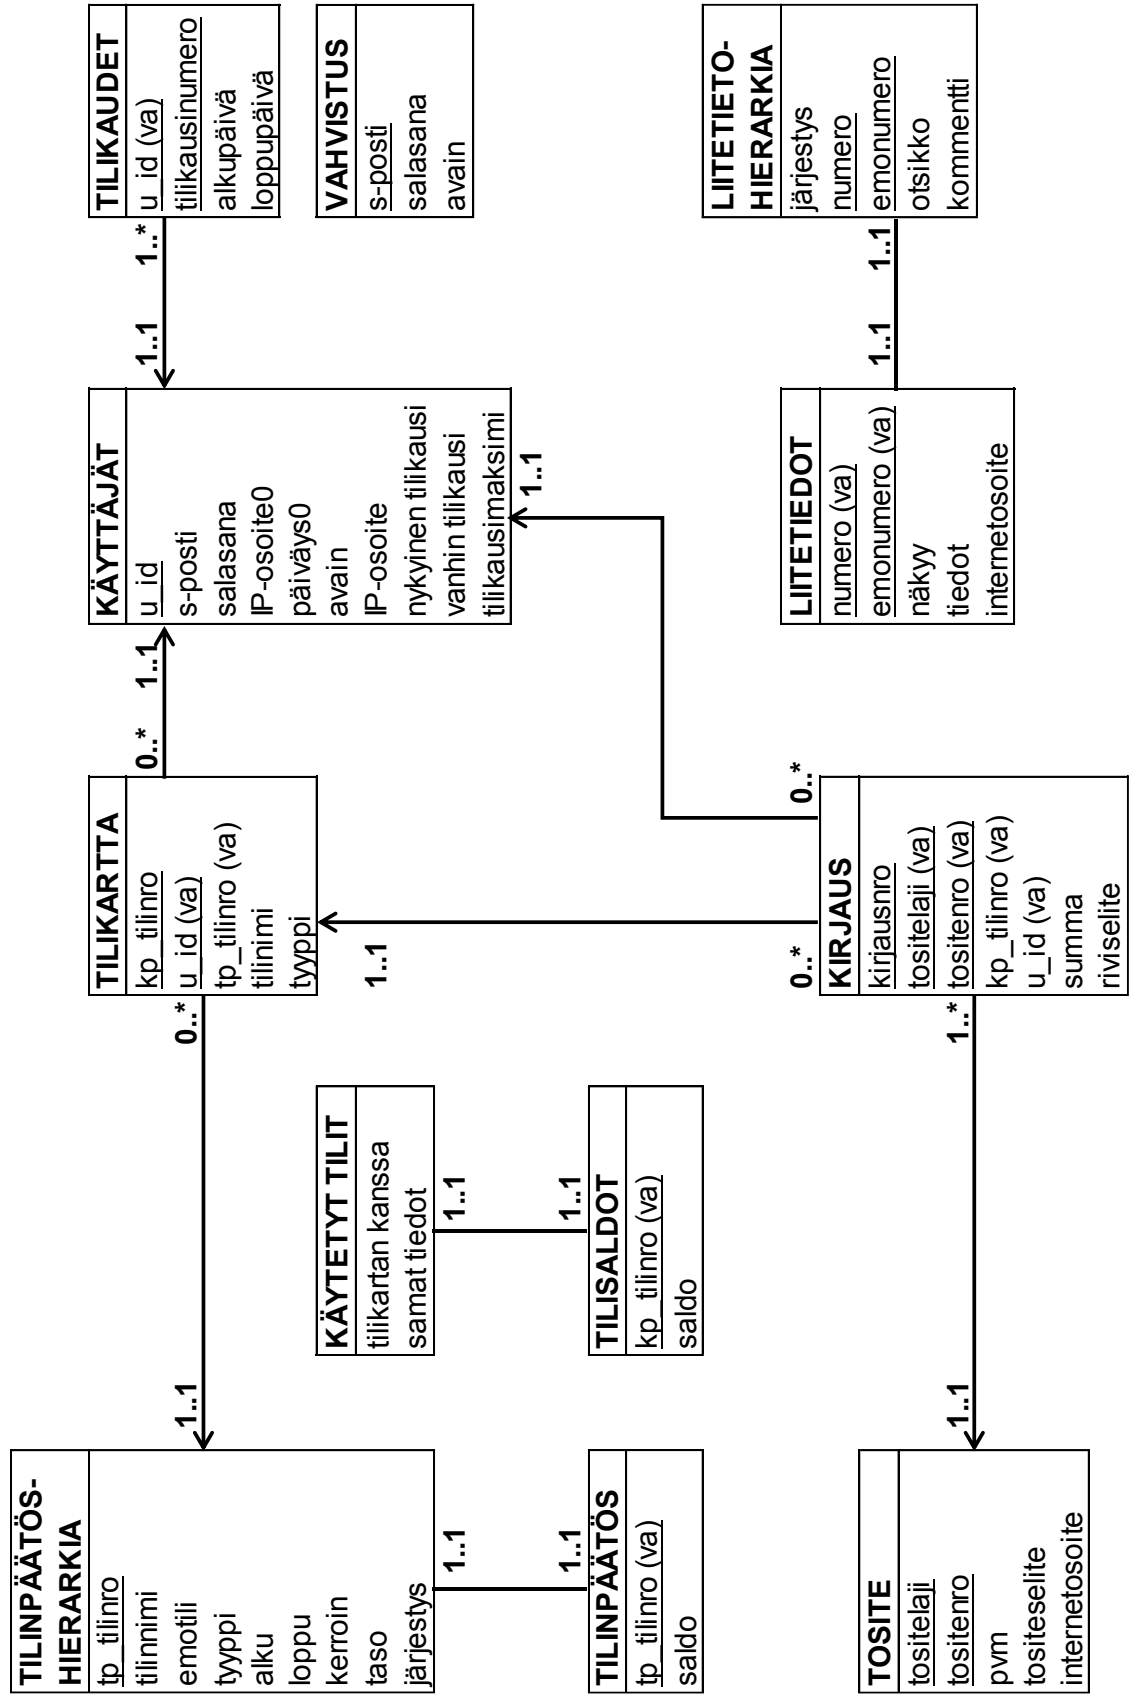 TILINPÄÄTÖS-
HIERARKIA
tp_tilinro
tilinnimi
emotili
tyyppi
alku
loppu
kerroin
taso
järjestys
1..1
0..*
TILIKARTTA
kp_tilinro
u_id (va)
tp_tilinro (va)
tilinimi
tyyppi
0..*
1..1
KÄYTTÄJÄT
u_id
s-posti
salasana
IP-osoite0
päiväys0
avain
IP-osoite
nykyinen tilikausi
vanhin tilikausi
tilikausimaksimi
1..1
1..*
TILIKAUDET
u_id (va)
tilikausinumero
alkupäivä
loppupäivä
VAHVISTUS
s-posti
salasana
avain
KÄYTETYT TILIT
tilikartan kanssa
samat tiedot
1..1
1..1
1..1
1..1
1..1
1..1
TILINPÄÄTÖS
tp_tilinro (va)
saldo
TILISALDOT
kp_tilinro (va)
saldo
LIITETIETO-
HIERARKIA
järjestys
numero
emonumero
otsikko
kommentti
1..1
1..1
LIITETIEDOT
numero (va)
emonumero (va)
näkyy
tiedot
internetosoite
0..*
0..*
KIRJAUS
kirjausnro
tositelaji (va)
tositenro (va)
kp_tilinro (va)
u_id (va)
summa
riviselite
1..*
1..1
TOSITE
tositelaji
tositenro
pvm
tositeselite
internetosoite